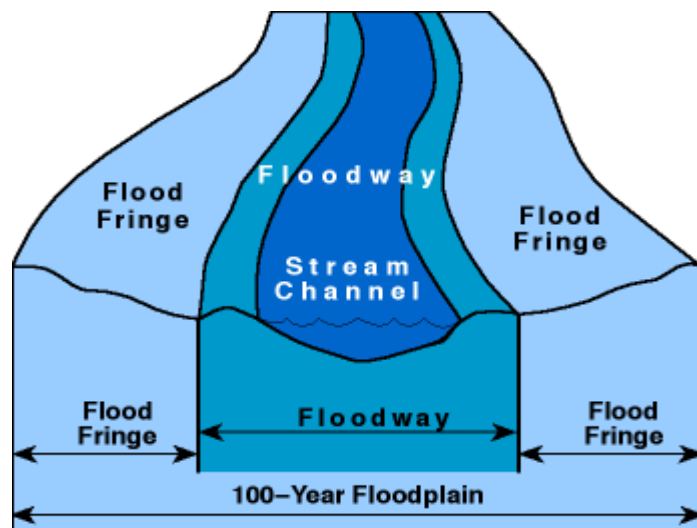 Floodway
Flood
Fringe
Flood
Fringe
Stream
Channel
Flood
Fringe
Floodway
Flood
Fringe
100–Year Floodplain